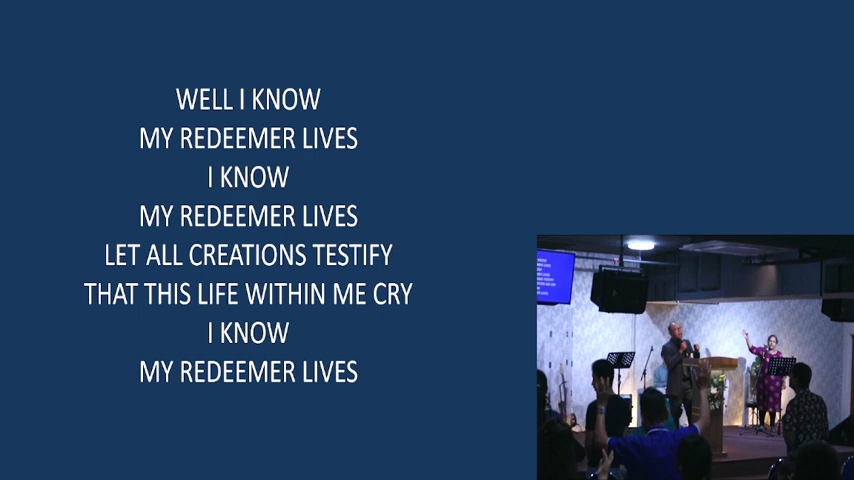 WELL I KNOW
MY REDEEMER LIVES
I KNOW
MY REDEEMER LIVES
LET ALL CREATIONS TESTIFY
THAT THIS LIFE WITHIN ME CRY
I KNOW
MY REDEEMER LIVES